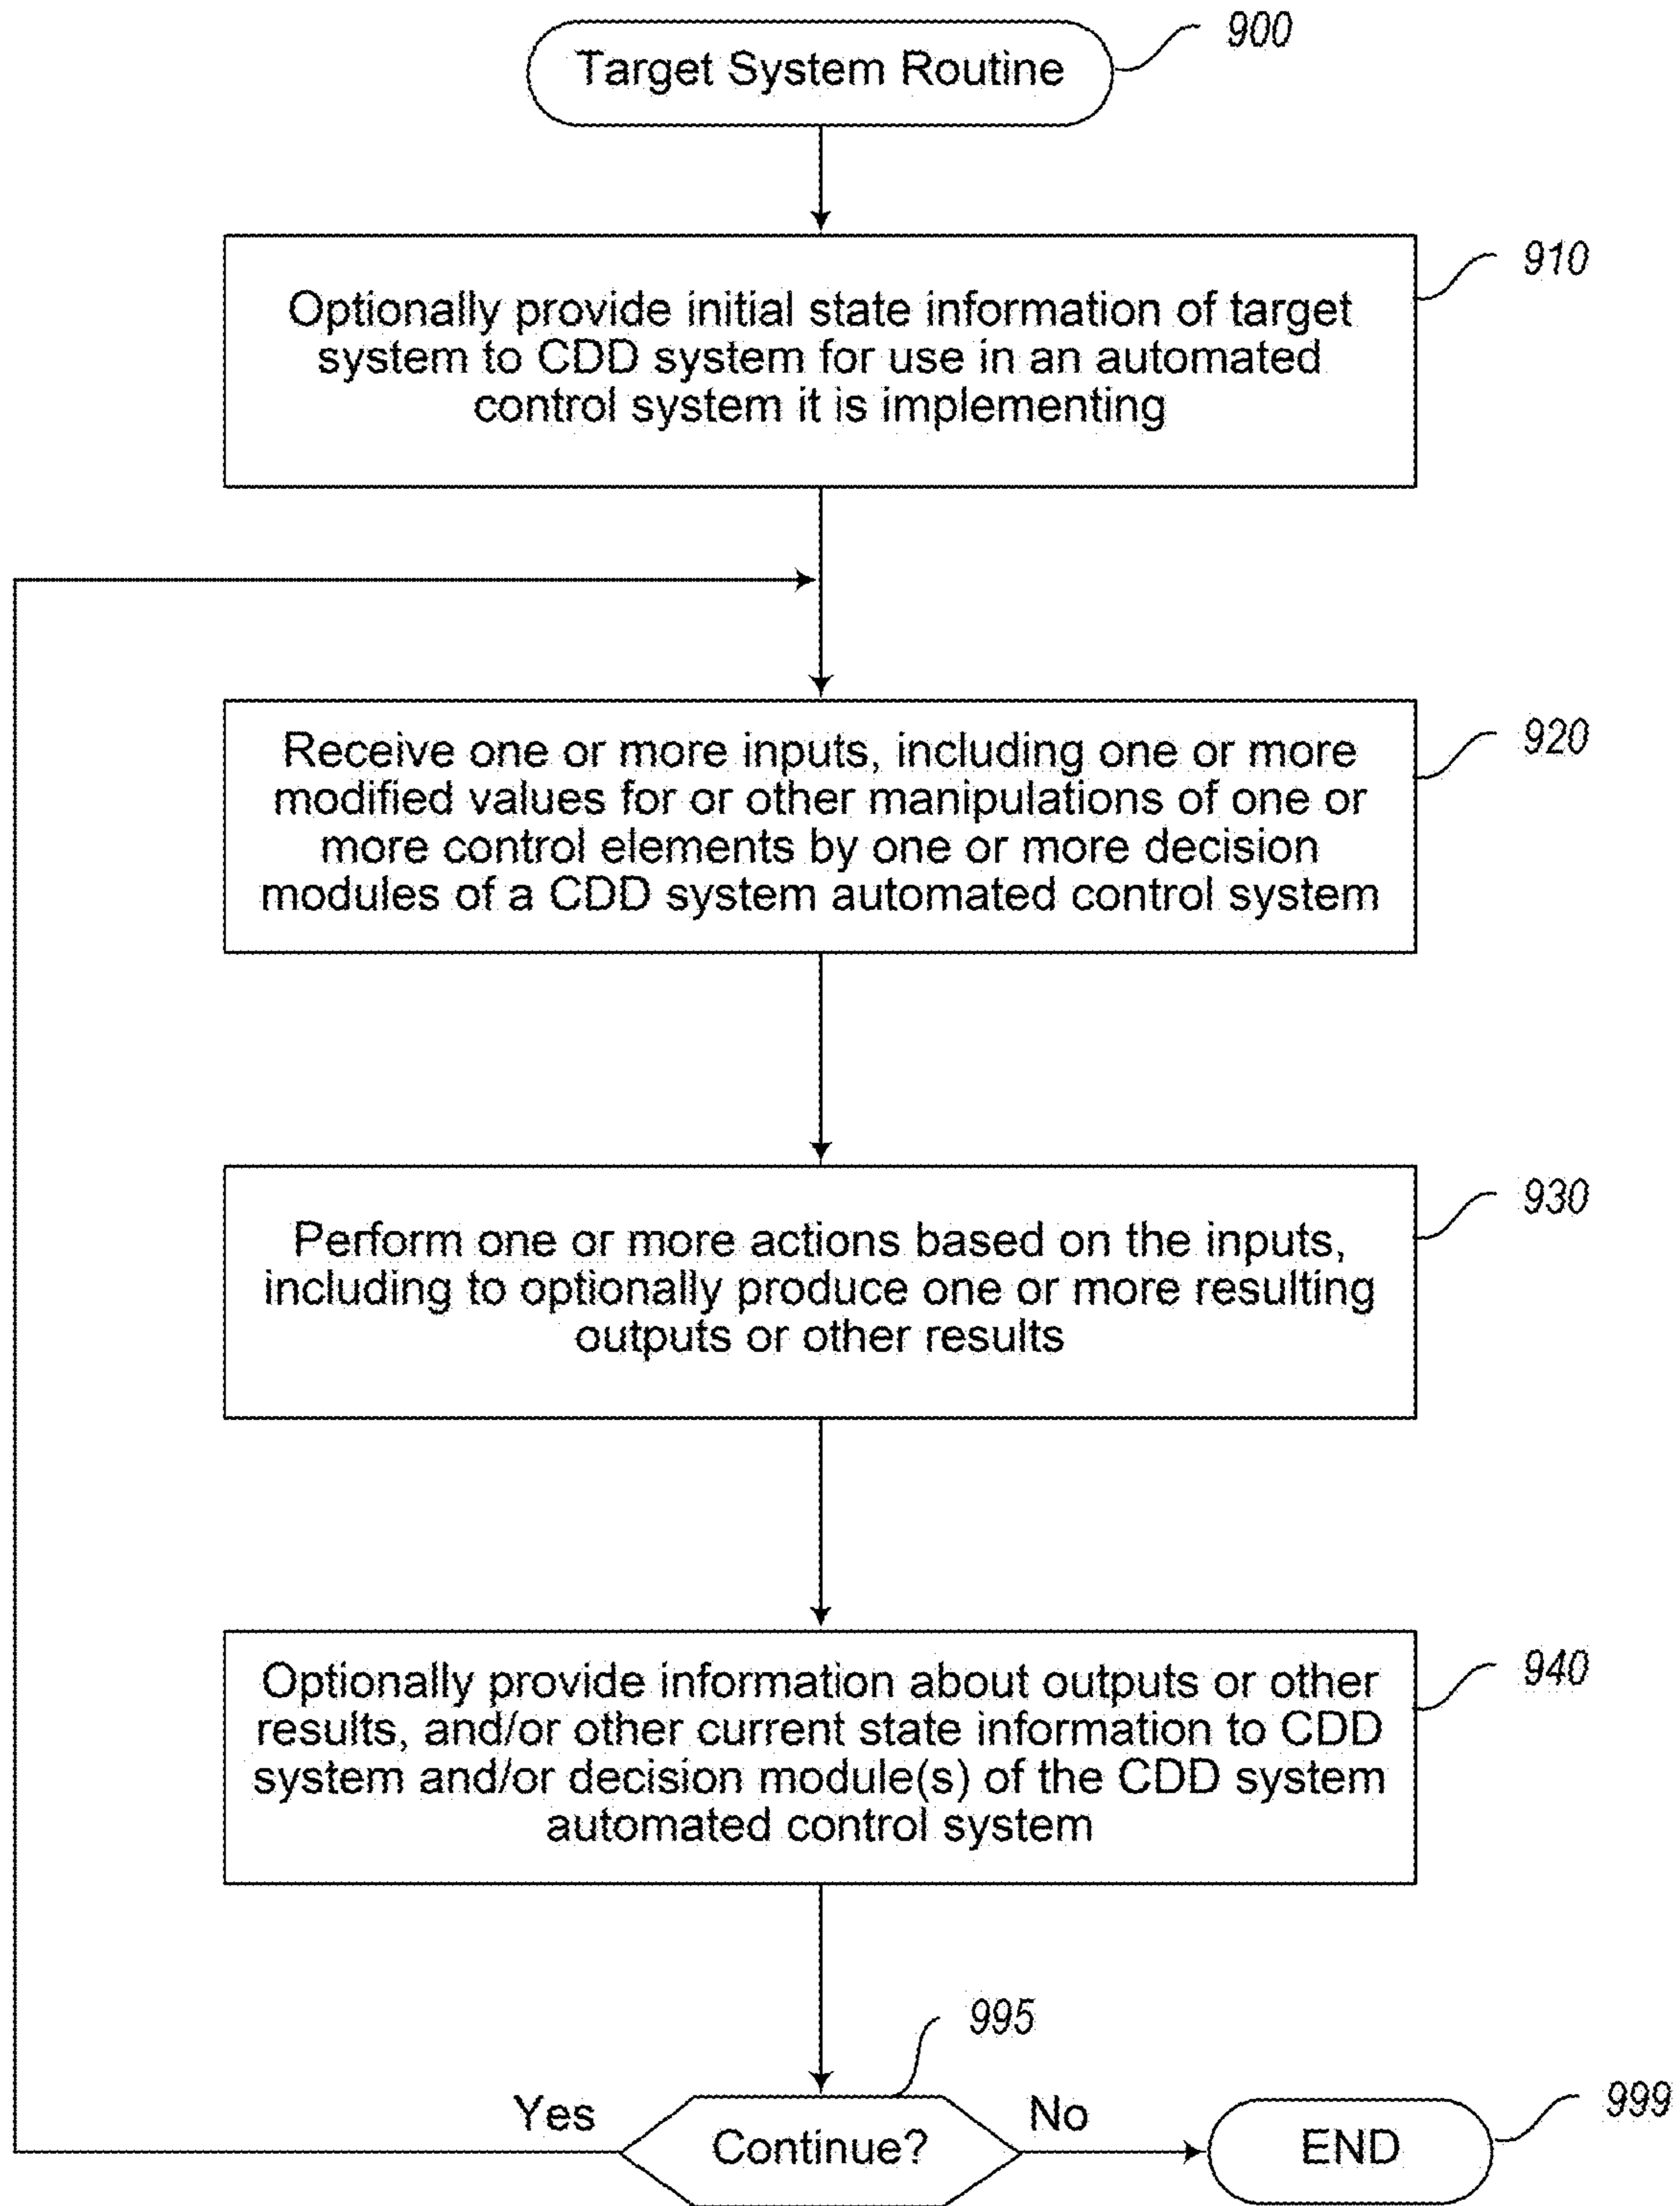 Target System Routine
900
910
Optionally provide initial state information of target
system to CDD system for use in an automated
control system it is implementing
920
Receive one or more inputs, including one or more
modified values for or other manipulations of one or
more control elements by one or more decision
modules of a CDD system automated control system
930
Perform one or more actions based on the inputs,
including to optionally produce one or more resulting
outputs or other results
940
Optionally provide information about outputs or other
results, and/or other current state information to CDD
system and/or decision module(s) of the CDD system
automated control system
995
Yes
Continue?
No
END
999